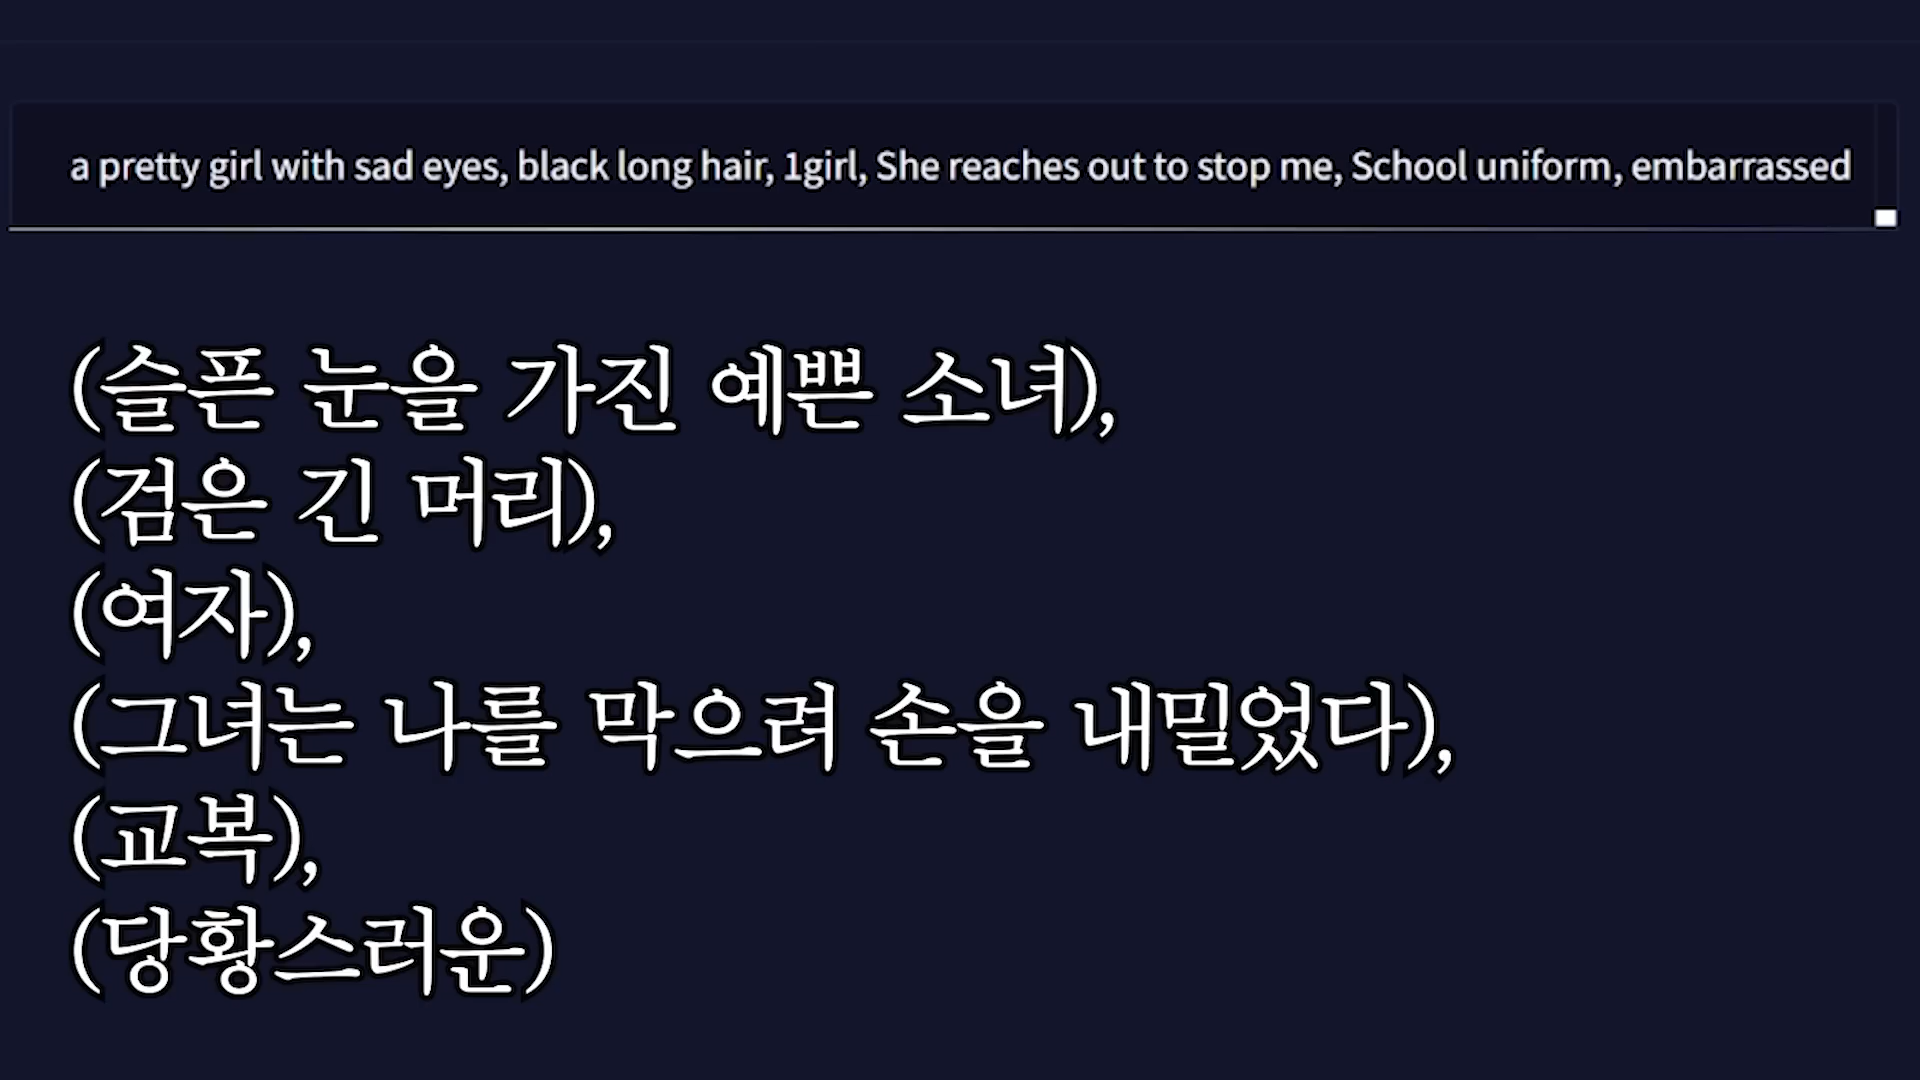 a pretty girl with sad eyes, black long hair, 1girl, She reaches out to stop me, School uniform, embarrassed
(슬픈 눈을 가진 예쁜 소녀),
(검은 긴 머리),
(여자),
(그녀는 나를 막으려 손을 내밀었다),
(교복),
(당황스러운)